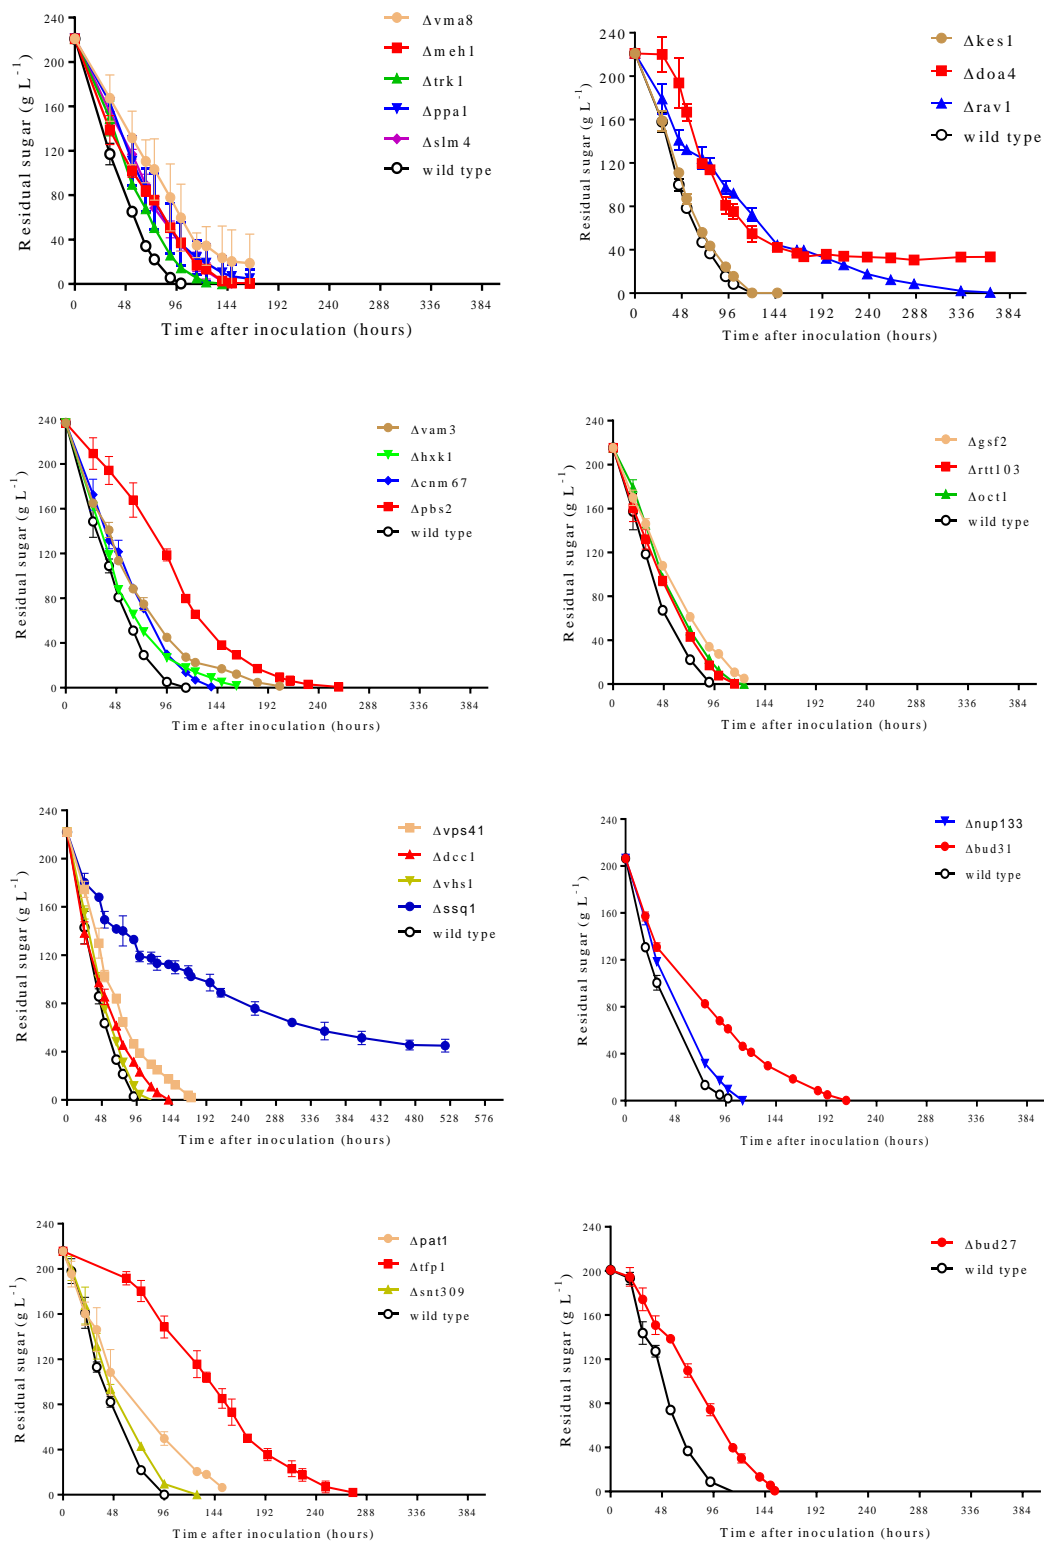 240
200
160
120
80
40
0
Residual sugar (g L⁻¹)
0 48 96 144 192 240 288 336 384
Time after inoculation (hours)
Δvma8
Δmeh1
Δtrk1
Δppa1
Δslm4
wild type
240
200
160
120
80
40
0
Residual sugar (g L⁻¹)
0 48 96 144 192 240 288 336 384
Time after inoculation (hours)
Δkes1
Δdoa4
Δrav1
wild type
240
200
160
120
80
40
0
Residual sugar (g L⁻¹)
0 48 96 144 192 240 288 336 384
Time after inoculation (hours)
Δvam3
Δhxk1
Δcnm67
Δpbs2
wild type
240
200
160
120
80
40
0
Residual sugar (g L⁻¹)
0 48 96 144 192 240 288 336 384
Time after inoculation (hours)
Δgsf2
Δrtt103
Δoct1
wild type
240
200
160
120
80
40
0
Residual sugar (g L⁻¹)
0 48 96 144 192 240 288 336 384 432 480 528 576
Time after inoculation (hours)
Δvps41
Δdcc1
Δvhs1
Δssq1
wild type
240
200
160
120
80
40
0
Residual sugar (g L⁻¹)
0 48 96 144 192 240 288 336 384
Time after inoculation (hours)
Δnup133
Δbud31
wild type
240
200
160
120
80
40
0
Residual sugar (g L⁻¹)
0 48 96 144 192 240 288 336 384
Time after inoculation (hours)
Δpat1
Δtfp1
Δsnt309
wild type
240
200
160
120
80
40
0
Residual sugar (g L⁻¹)
0 48 96 144 192 240 288 336 384
Time after inoculation (hours)
Δbud27
wild type